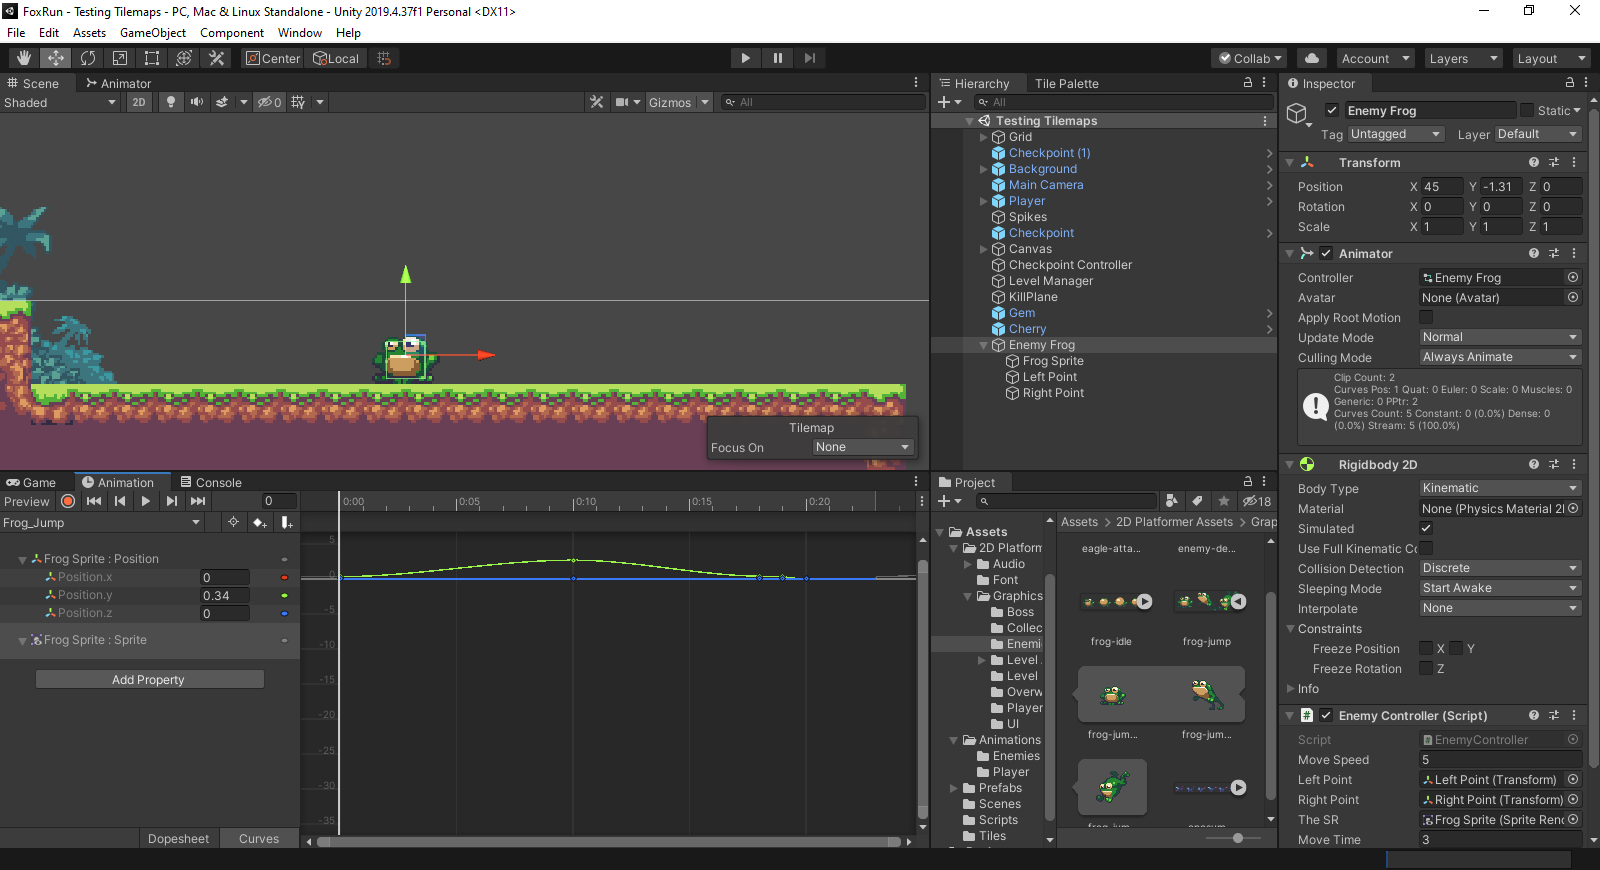 FoxRun - Testing Tilemaps - PC, Mac & Linux Standalone - Unity 2019.4.37f1 Personal <DX11>
File Edit Assets GameObject Component Window Help
Center Local Collab Account Layers Layout
Scene Animator
Shaded 2D 0 Gizmos All
Tilemap
Focus On None
Hierarchy Tile Palette
All
Testing Tilemaps
Grid
Checkpoint (1)
Background
Main Camera
Player
Spikes
Checkpoint
Canvas
Checkpoint Controller
Level Manager
KillPlane
Gem
Cherry
Enemy Frog
Frog Sprite
Left Point
Right Point
Game Animation Console
Preview 0 0:00 0:05 0:10 0:15 0:20
Frog_Jump
Frog Sprite : Position
Position.x 0
Position.y 0.34
Position.z 0
Frog Sprite : Sprite
Add Property
5
0
-5
-10
-15
-20
-25
-30
-35
Dopesheet Curves
Project
18
Assets
2D Platform
Audio
Font
Graphics
Boss
Collec
Enemi
Level
Level
Overw
Player
UI
Animations
Enemies
Player
Prefabs
Scenes
Scripts
Tiles
Assets > 2D Platformer Assets > Grap
eagle-atta... enemy-de...
frog-idle frog-jump
frog-jum... frog-jum...
Inspector
Enemy Frog Static
Tag Untagged Layer Default
Transform
Position X 45 Y -1.31 Z 0
Rotation X 0 Y 0 Z 0
Scale X 1 Y 1 Z 1
Animator
Controller Enemy Frog
Avatar None (Avatar)
Apply Root Motion
Update Mode Normal
Culling Mode Always Animate
Clip Count: 2
Curves Pos: 1 Quat: 0 Euler: 0 Scale: 0 Muscles: 0
Generic: 0 PPtr: 2
Curves Count: 5 Constant: 0 (0.0%) Dense: 0
(0.0%) Stream: 5 (100.0%)
Rigidbody 2D
Body Type Kinematic
Material None (Physics Material 2I
Simulated
Use Full Kinematic Co
Collision Detection Discrete
Sleeping Mode Start Awake
Interpolate None
Constraints
Freeze Position X Y
Freeze Rotation Z
Info
Enemy Controller (Script)
Script EnemyController
Move Speed 5
Left Point Left Point (Transform)
Right Point Right Point (Transform)
The SR Frog Sprite (Sprite Ren
Move Time 3